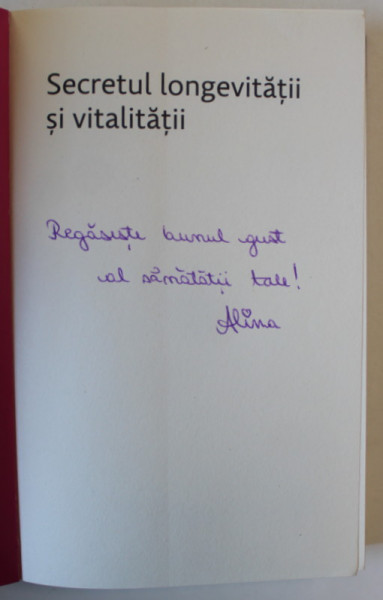 Secretul longevității
și vitalității
Regăsește bunul gust
al sănătății tale!
Alina